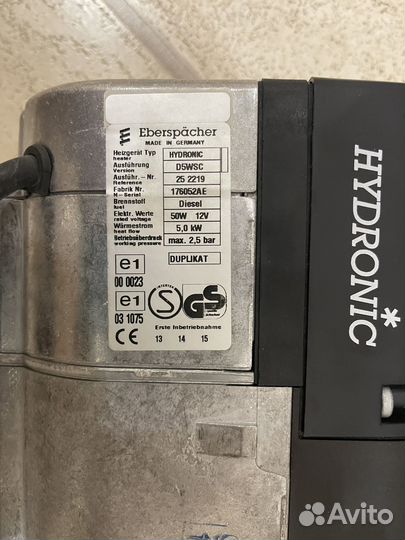 Eberspächer
MADE IN GERMANY
Heizgerät Typ HYDRONIC
heater
Ausführung D5WSC
Version
Ausführ.-Nr. 25 2219
Reference
Fabrik Nr. 176052AE
N-Serial
Brennstoff Diesel
fuel
Elektr. Werte 50W 12V
rated voltage
Wärmestrom 5,0 kW
heat flow
Betriebsüberdruck max. 2,5 bar
working pressure
DUPLIKAT
e1
00 0023
e1
03 1075
S
GS
Erste Inbetriebnahme
CE 13 14 15
HYDRONIC
Avito